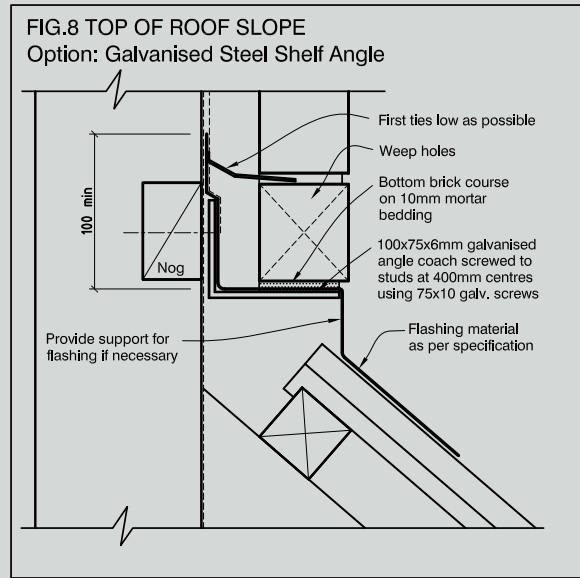 FIG.8 TOP OF ROOF SLOPE
Option: Galvanised Steel Shelf Angle
First ties low as possible
Weep holes
Bottom brick course
on 10mm mortar
bedding
100 min
Nog
100x75x6mm galvanised
angle coach screwed to
studs at 400mm centres
using 75x10 galv. screws
Provide support for
flashing if necessary
Flashing material
as per specification